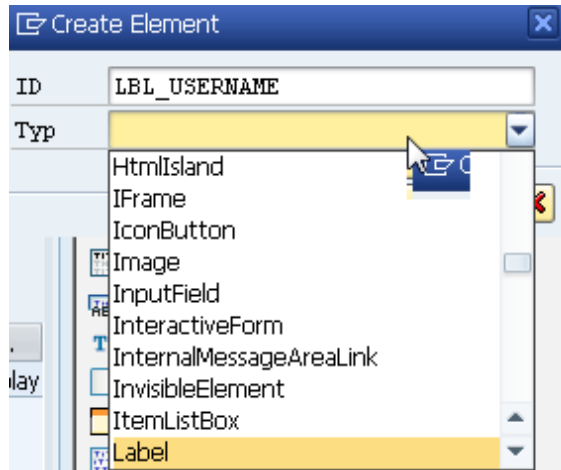 Create Element
ID LBL_USERNAME
Typ
HtmlIsland
IFrame
IconButton
Image
InputField
InteractiveForm
InternalMessageAreaLink
InvisibleElement
ItemListBox
Label